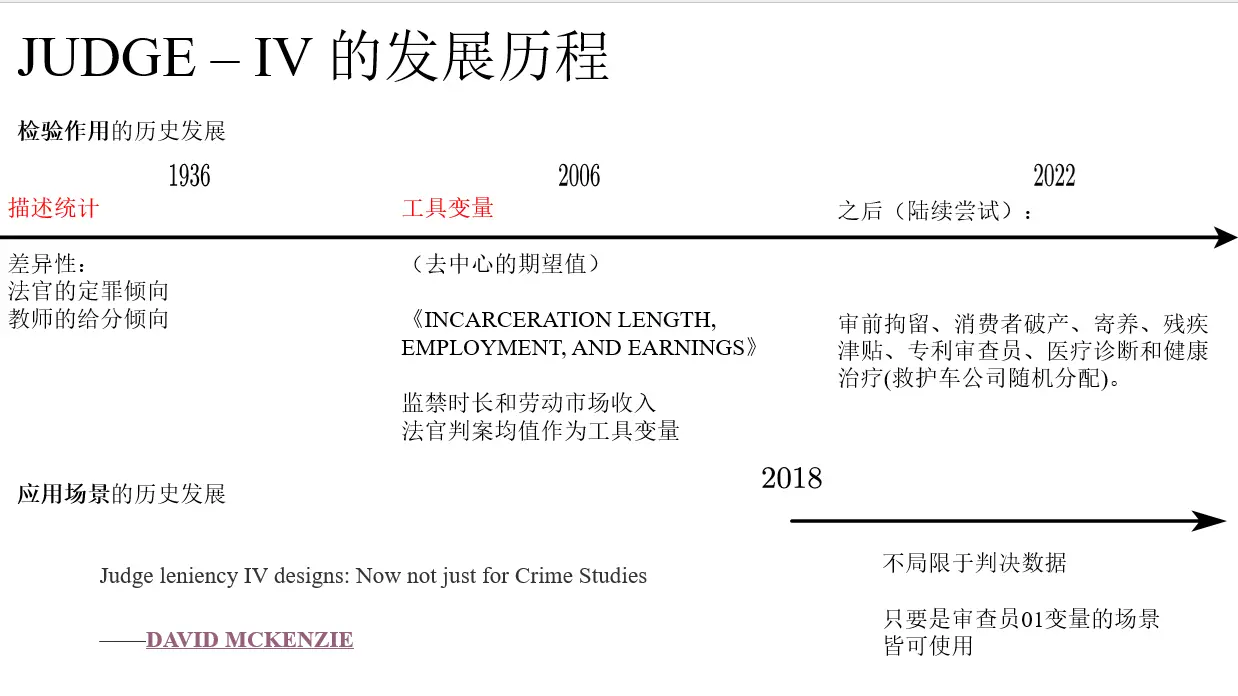 JUDGE – IV 的发展历程
检验作用的历史发展
1936
2006
2022
描述统计
工具变量
之后（陆续尝试）：
差异性：
法官的定罪倾向
教师的给分倾向
（去中心的期望值）
《INCARCERATION LENGTH,
EMPLOYMENT, AND EARNINGS》
监禁时长和劳动市场收入
法官判案均值作为工具变量
审前拘留、消费者破产、寄养、残疾
津贴、专利审查员、医疗诊断和健康
治疗(救护车公司随机分配)。
应用场景的历史发展
2018
Judge leniency IV designs: Now not just for Crime Studies
——DAVID MCKENZIE
不局限于判决数据
只要是审查员01变量的场景
皆可使用